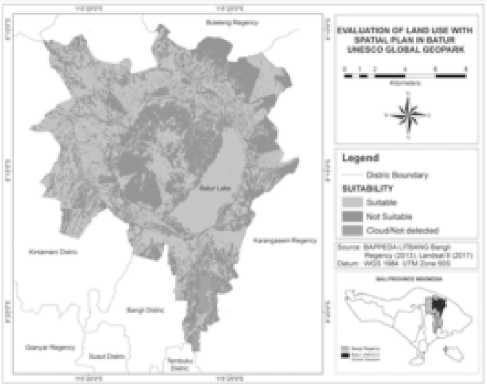 Buleleng Regency
Batur Lake
Karangasem Regency
Kintamani Distric
Bangli Distric
Gianyar Regency
Susut Distric
Tembuku
Distric
EVALUATION OF LAND USE WITH
SPATIAL PLAN IN BATUR
UNESCO GLOBAL GEOPARK
0 1 2 4 6 8
Kilometers
Legend
Distric Boundary
SUITABILITY
Suitable
Not Suitable
Cloud/Not detected
Source: BAPPEDA LITBANG Bangli
Regency (2013), Landsat 8 (2017)
Datum: WGS 1984 UTM Zone 50S
BALI PROVINCE INDONESIA
Bangli Regency